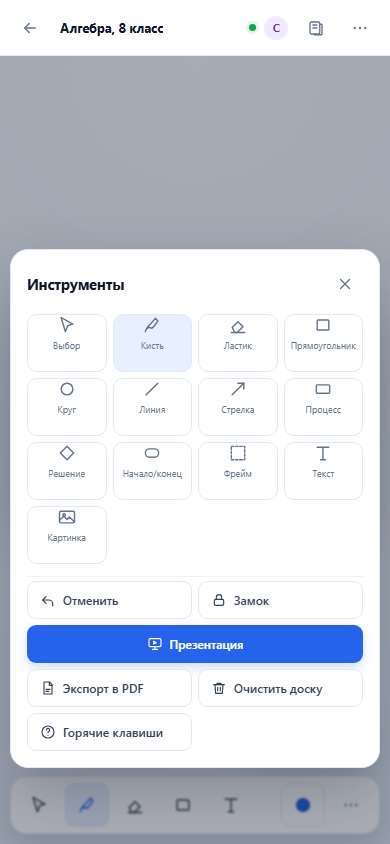 Алгебра, 8 класс
С
Инструменты
Выбор
Кисть
Ластик
Прямоугольник
Круг
Линия
Стрелка
Процесс
Решение
Начало/конец
Фрейм
Текст
Картинка
Отменить
Замок
Презентация
Экспорт в PDF
Очистить доску
Горячие клавиши